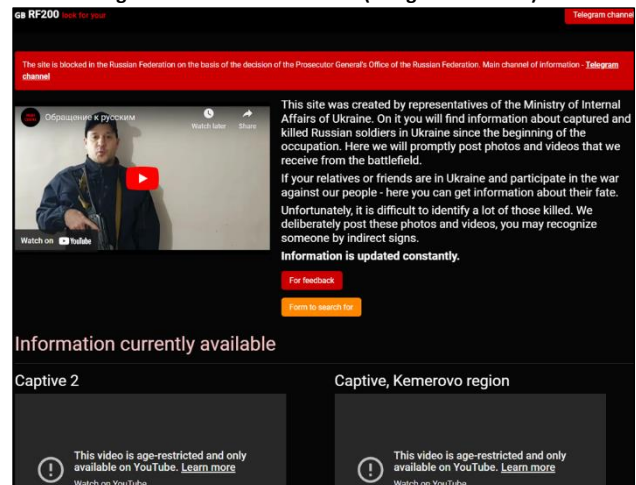 GB RF200 look for your
Telegram channel
The site is blocked in the Russian Federation on the basis of the decision of the Prosecutor General's Office of the Russian Federation. Main channel of information - Telegram
channel
Обращение к русским
Watch later
Share
Watch on YouTube
This site was created by representatives of the Ministry of Internal
Affairs of Ukraine. On it you will find information about captured and
killed Russian soldiers in Ukraine since the beginning of the
occupation. Here we will promptly post photos and videos that we
receive from the battlefield.
If your relatives or friends are in Ukraine and participate in the war
against our people - here you can get information about their fate.
Unfortunately, it is difficult to identify a lot of those killed. We
deliberately post these photos and videos, you may recognize
someone by indirect signs.
Information is updated constantly.
For feedback
Form to search for
Information currently available
Captive 2
This video is age-restricted and only
available on YouTube. Learn more
Watch on YouTube
Captive, Kemerovo region
This video is age-restricted and only
available on YouTube. Learn more
Watch on YouTube